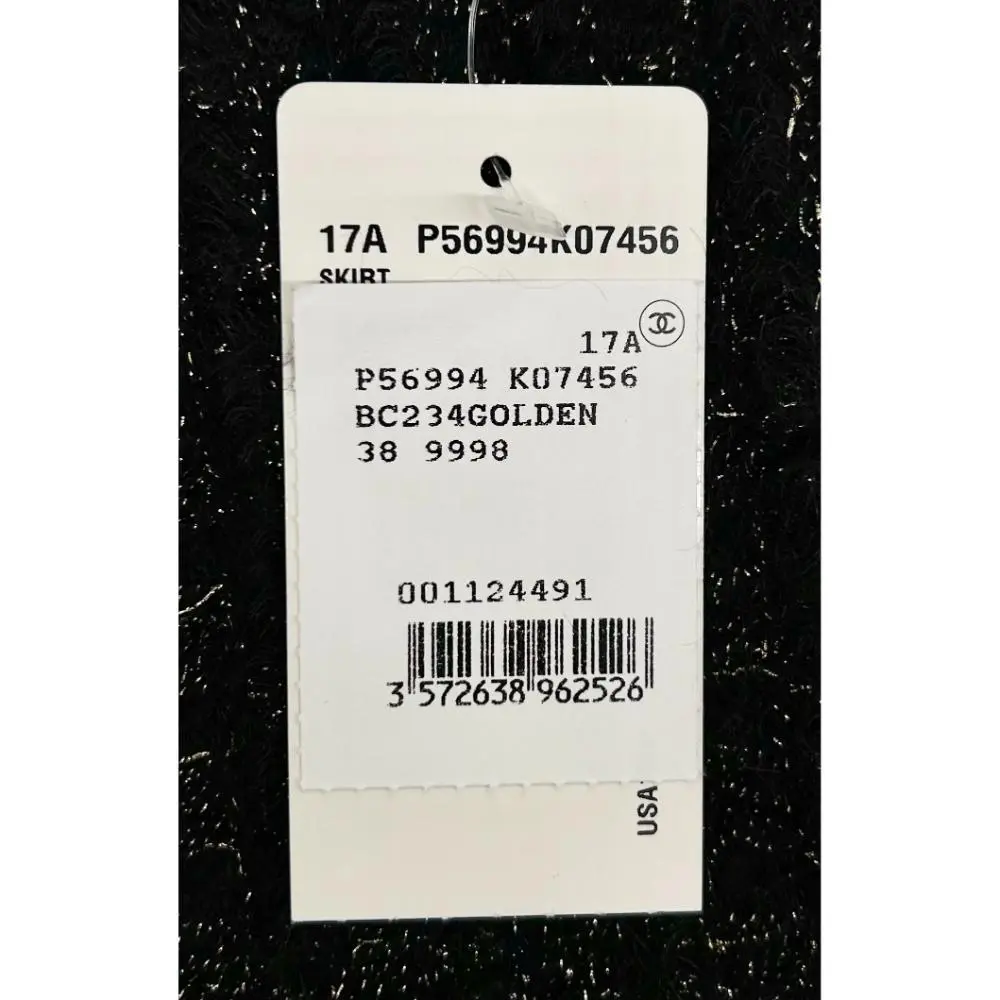 17A P56994K07456
SKIRT
17A
P56994 K07456
BC234GOLDEN
38 9998
001124491
3 572638 962526
USA